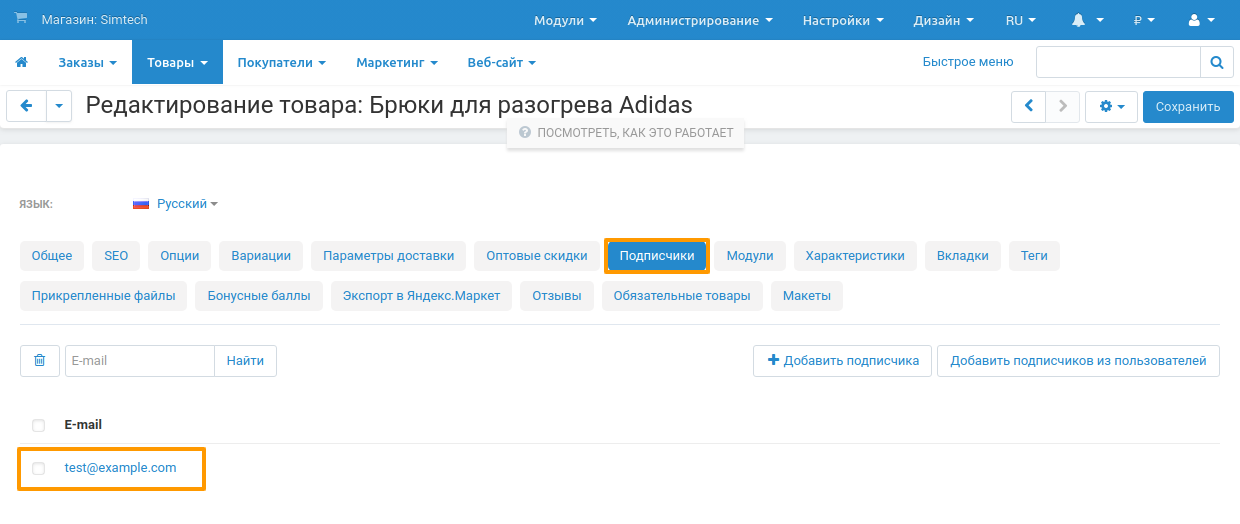 Магазин: Simtech Модули Администрирование Настройки Дизайн RU ₽
Заказы Товары Покупатели Маркетинг Веб-сайт Быстрое меню
Редактирование товара: Брюки для разогрева Adidas Сохранить
ПОСМОТРЕТЬ, КАК ЭТО РАБОТАЕТ
ЯЗЫК: Русский
Общее SEO Опции Вариации Параметры доставки Оптовые скидки Подписчики Модули Характеристики Вкладки Теги
Прикрепленные файлы Бонусные баллы Экспорт в Яндекс.Маркет Отзывы Обязательные товары Макеты
E-mail Найти Добавить подписчика Добавить подписчиков из пользователей
E-mail
test@example.com